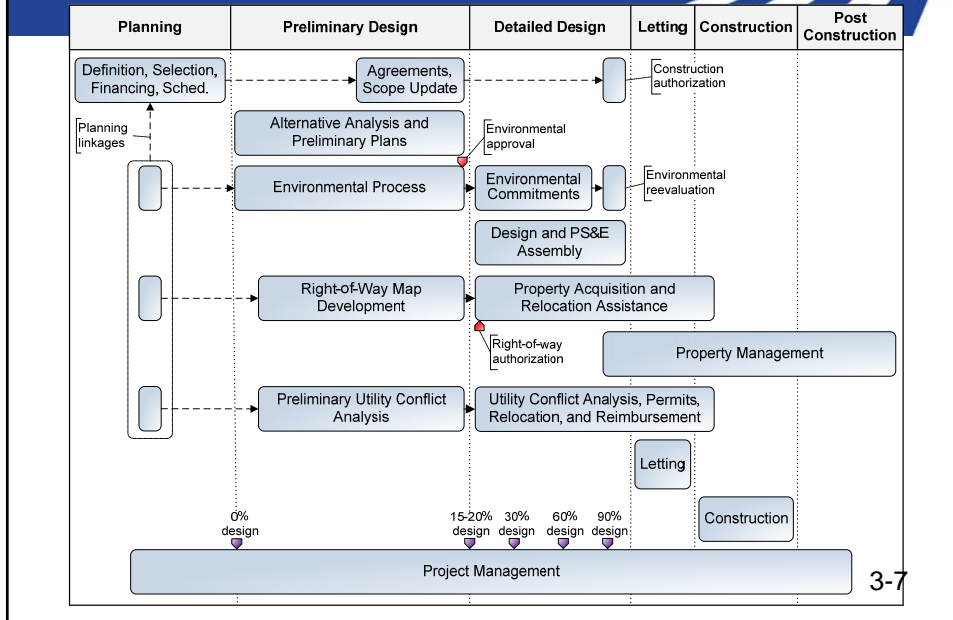 Planning
Preliminary Design
Detailed Design
Letting
Construction
Post
Construction
Definition, Selection,
Financing, Sched.
Agreements,
Scope Update
Construction
authorization
Planning
linkages
Alternative Analysis and
Preliminary Plans
Environmental
approval
Environmental Process
Environmental
Commitments
Environmental
reevaluation
Design and PS&E
Assembly
Right-of-Way Map
Development
Property Acquisition and
Relocation Assistance
Right-of-way
authorization
Property Management
Preliminary Utility Conflict
Analysis
Utility Conflict Analysis, Permits,
Relocation, and Reimbursement
Letting
Construction
0%
design
15-20%
design
30%
design
60%
design
90%
design
Project Management
3-7